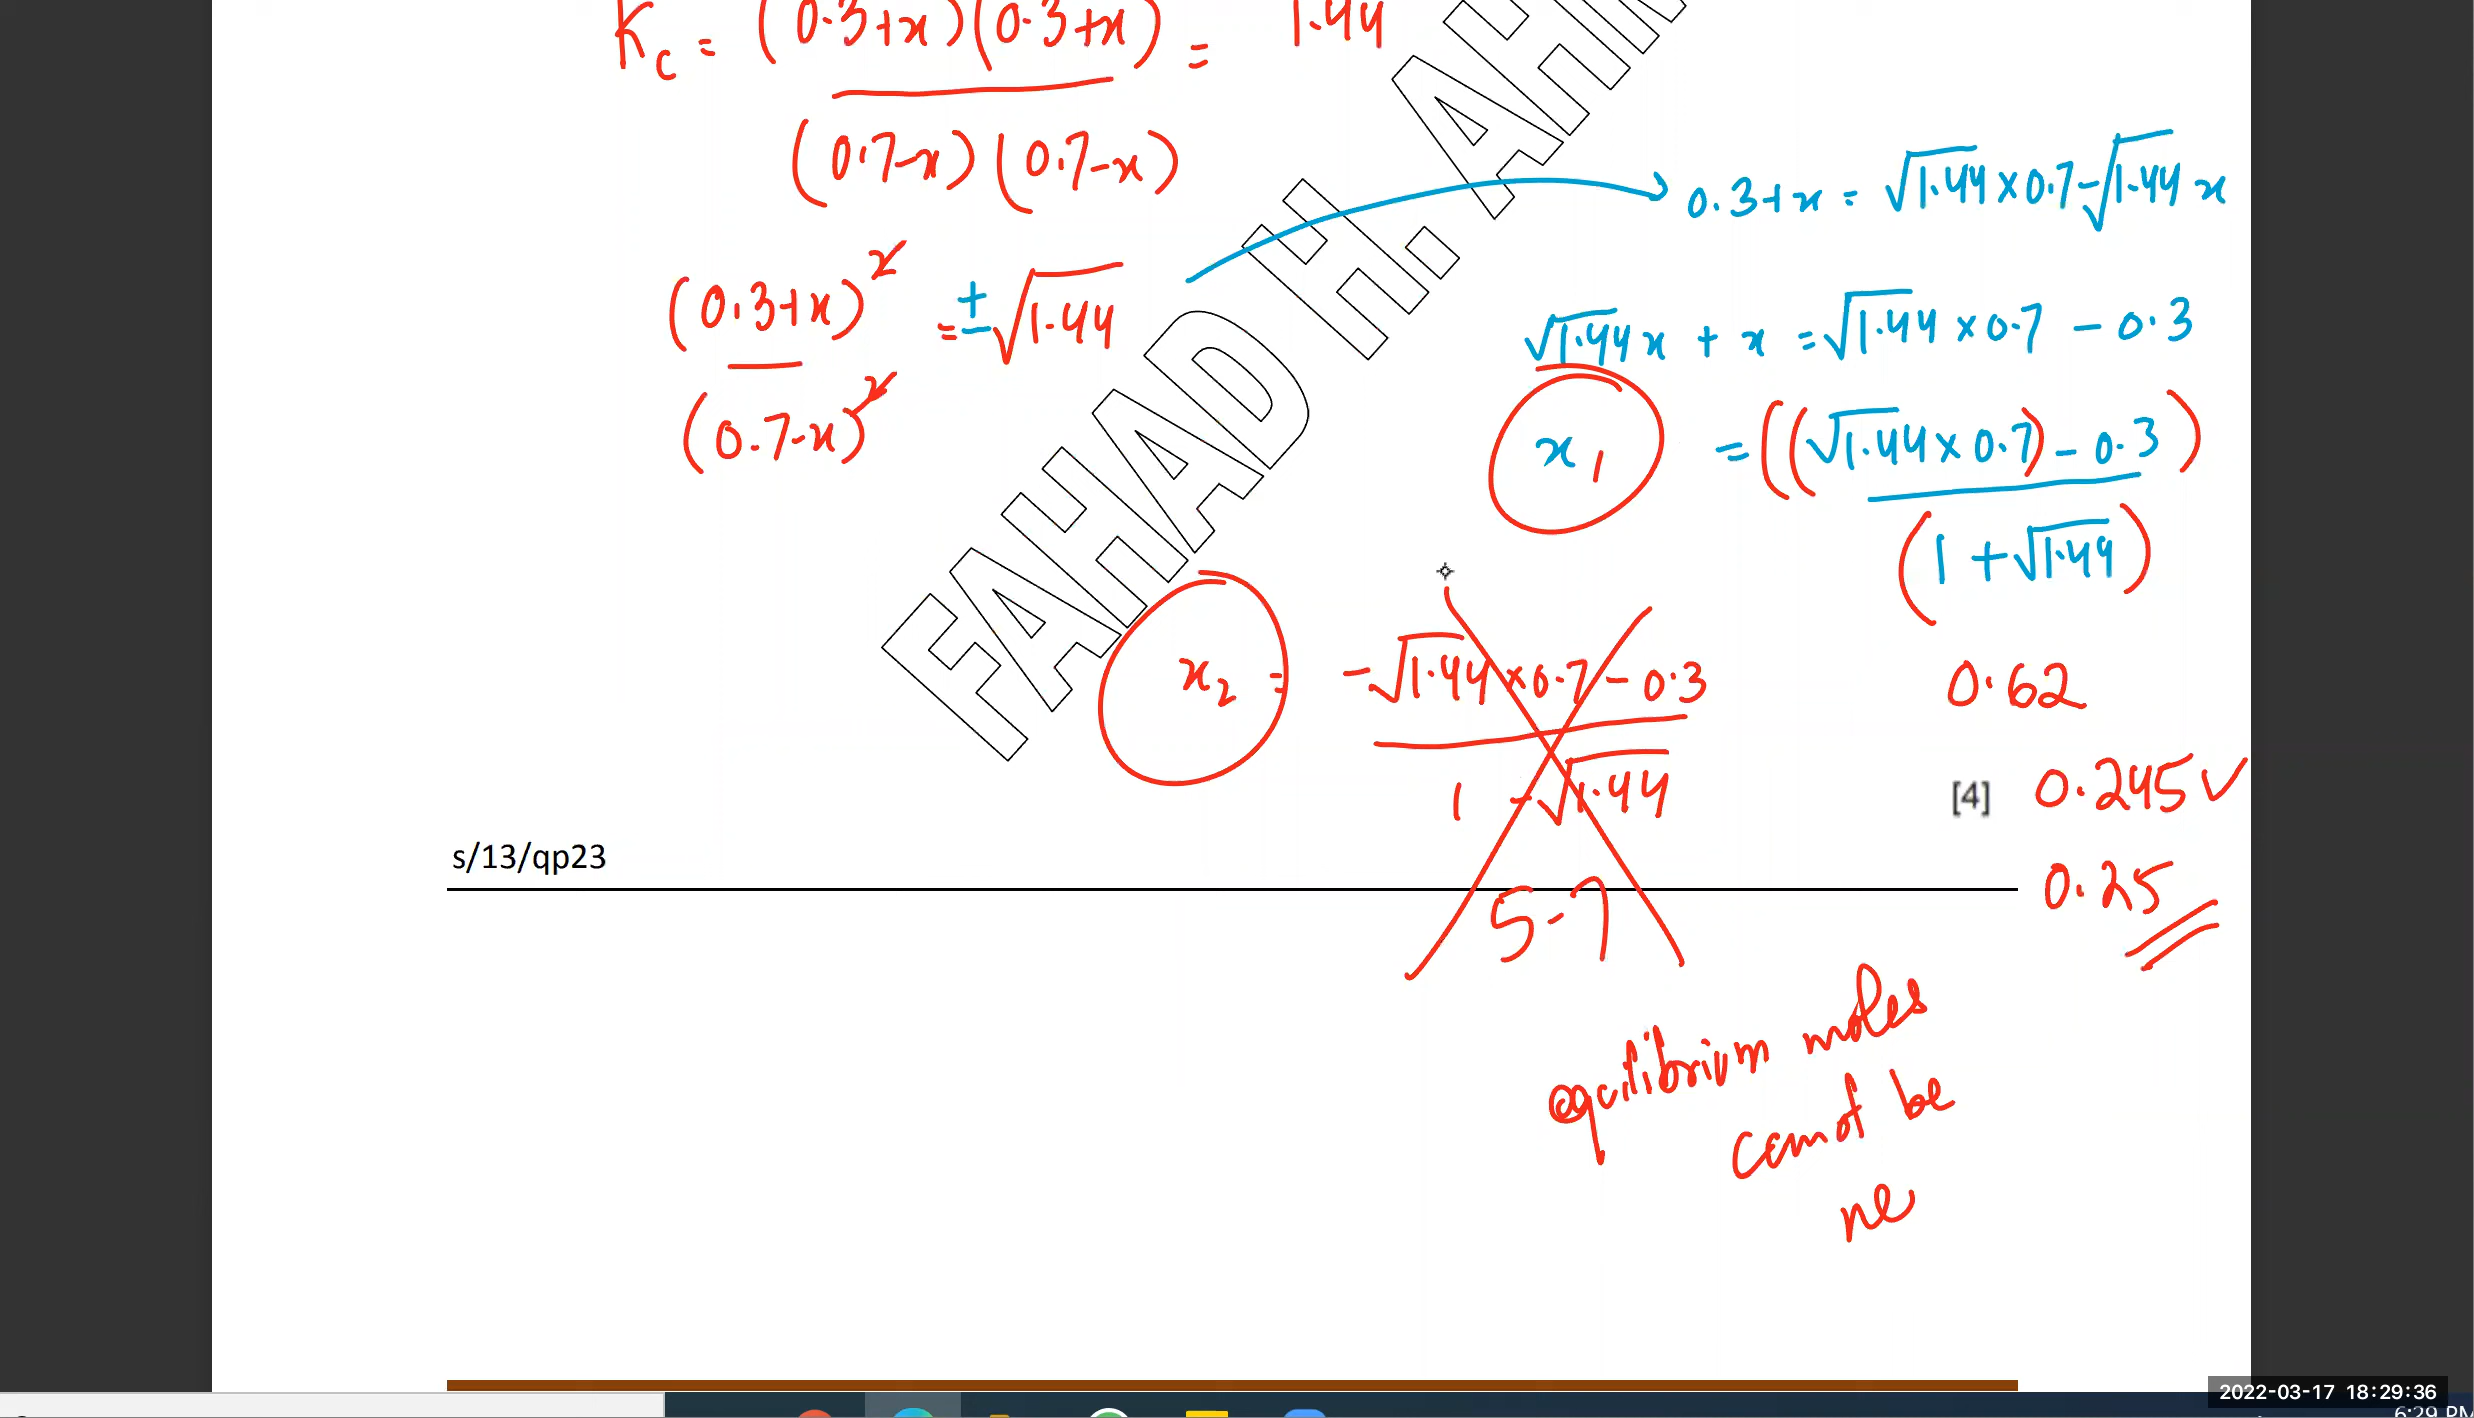 Kc = (0.3+x)(0.3+x) = 1.44
(0.7-x)(0.7-x)
0.3+x = √1.44 × 0.7 - √1.44 x
(0.3+x)² = ±√1.44
(0.7-x)²
√1.44 x + x = √1.44 × 0.7 - 0.3
x1 = ((√1.44 × 0.7) - 0.3)
(1 + √1.44)
x2 = -√1.44 × 0.7 - 0.3
1 - √1.44
0.62
[4] 0.245 ✓
s/13/qp23
0.25
5.7
equilibrium moles
cannot be
ne
FAHAD H.
2022-03-17 18:29:36
6:29 PM